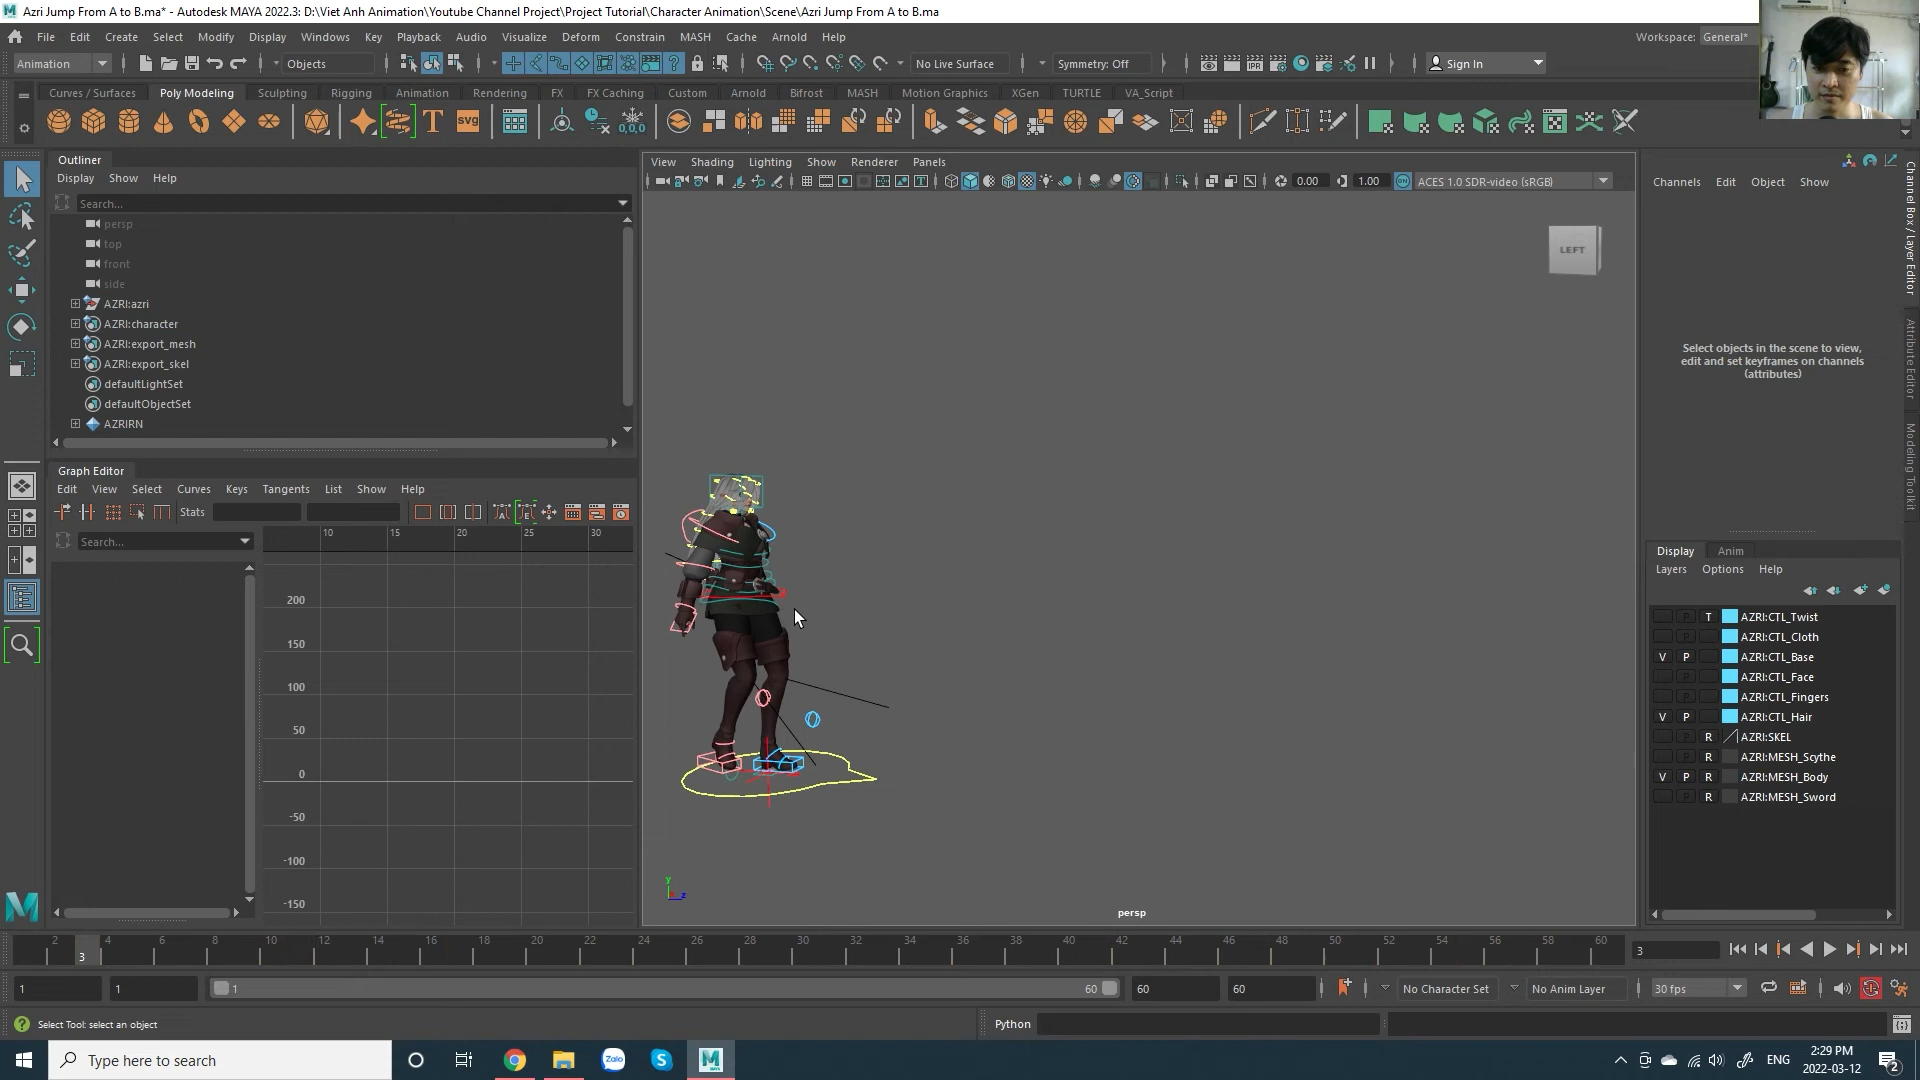 Azri Jump From A to B.ma* - Autodesk MAYA 2022.3: D:\Viet Anh Animation\Youtube Channel Project\Project Tutorial\Character Animation\Scene\Azri Jump From A to B.ma
File Edit Create Select Modify Display Windows Key Playback Audio Visualize Deform Constrain MASH Cache Arnold Help Workspace: General*
Animation Objects No Live Surface Symmetry: Off Sign In
Curves / Surfaces Poly Modeling Sculpting Rigging Animation Rendering FX FX Caching Custom Arnold Bifrost MASH Motion Graphics XGen TURTLE VA_Script
T SVG 0,0,0
Outliner
Display Show Help
Search...
persp
top
front
side
AZRI:azri
AZRI:character
AZRI:export_mesh
AZRI:export_skel
defaultLightSet
defaultObjectSet
AZRIRN
Graph Editor
Edit View Select Curves Keys Tangents List Show Help
Stats
Search...
10 15 20 25 30
200
150
100
50
0
-50
-100
-150
View Shading Lighting Show Renderer Panels
0.00 1.00 ACES 1.0 SDR-video (sRGB)
LEFT
y
z
persp
Channels Edit Object Show
Select objects in the scene to view,
edit and set keyframes on channels
(attributes)
Channel Box / Layer Editor
Attribute Editor
Modeling Toolkit
Display Anim
Layers Options Help
T AZRI:CTL_Twist
P AZRI:CTL_Cloth
V P AZRI:CTL_Base
P AZRI:CTL_Face
P AZRI:CTL_Fingers
V P AZRI:CTL_Hair
R AZRI:SKEL
P R AZRI:MESH_Scythe
V P R AZRI:MESH_Body
P R AZRI:MESH_Sword
2 3 4 6 8 10 12 14 16 18 20 22 24 26 28 30 32 34 36 38 40 42 44 46 48 50 52 54 56 58 60 3
1 1 1 60 60 60 No Character Set No Anim Layer 30 fps
Select Tool: select an object Python
Type here to search Zalo ENG 2:29 PM
2022-03-12 2